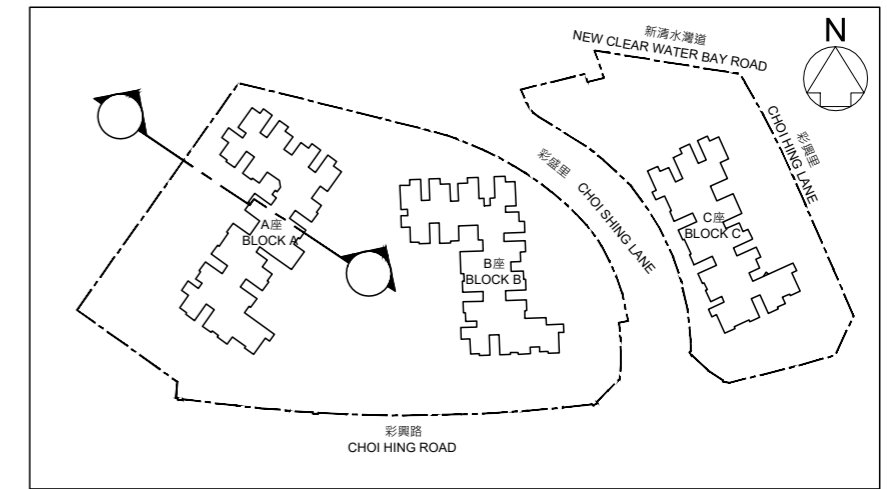 新清水灣道
NEW CLEAR WATER BAY ROAD
N
彩興里
CHOI HING LANE
彩盛里
CHOI SHING LANE
A座
BLOCK A
B座
BLOCK B
C座
BLOCK C
彩興路
CHOI HING ROAD